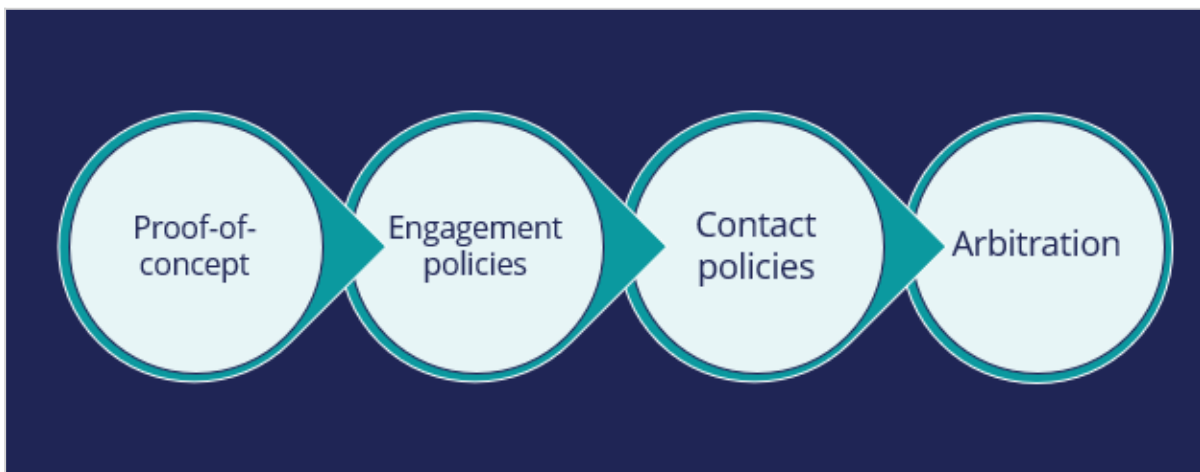 Proof-of-
concept
Engagement
policies
Contact
policies
Arbitration